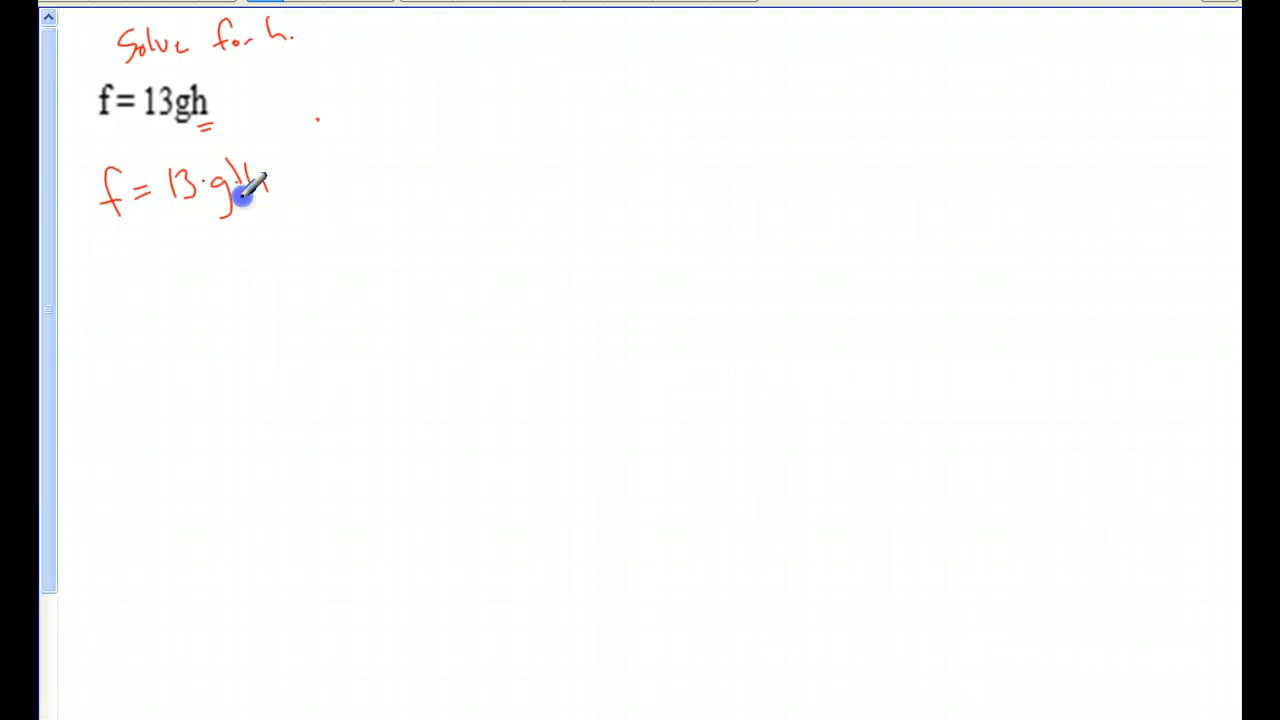 Solve for h.
f = 13gh
f = 13·g·h